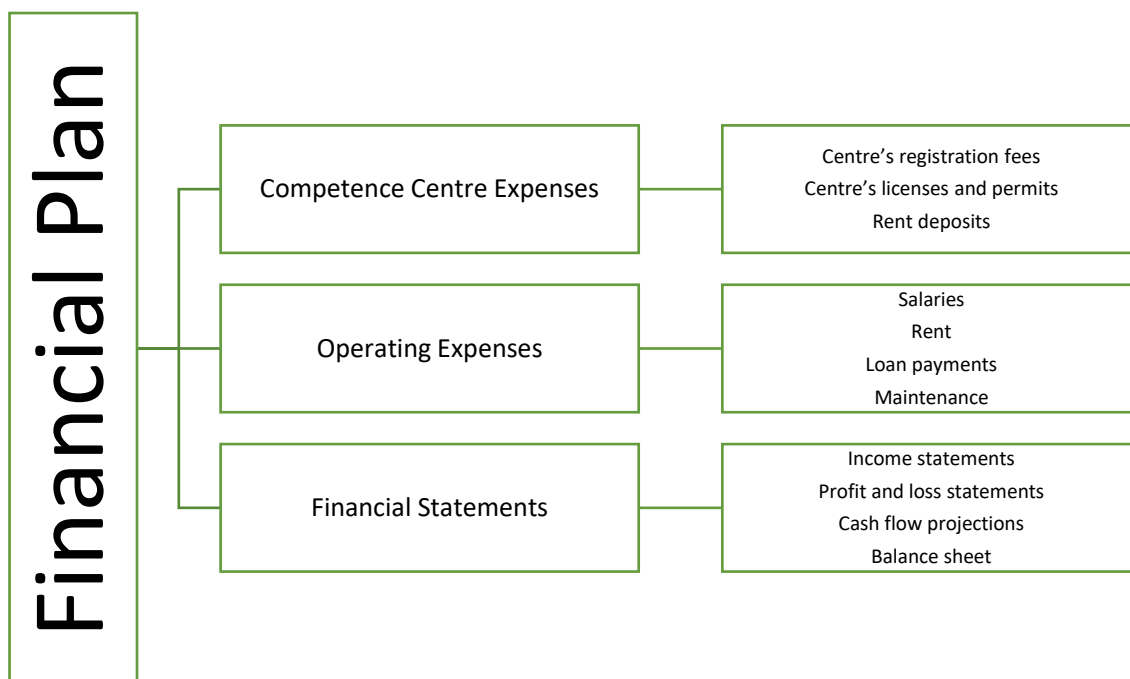 Financial Plan
Competence Centre Expenses
Centre’s registration fees
Centre’s licenses and permits
Rent deposits
Operating Expenses
Salaries
Rent
Loan payments
Maintenance
Financial Statements
Income statements
Profit and loss statements
Cash flow projections
Balance sheet